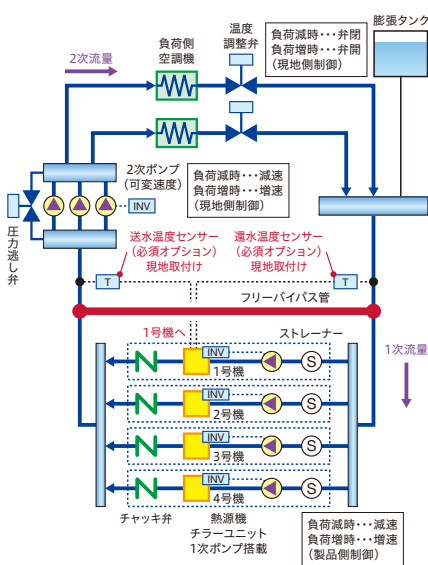 膨張タンク
温度
調整弁
負荷減時・・・弁閉
負荷増時・・・弁開
(現地側制御)
負荷側
空調機
2次流量
2次ポンプ
(可変速度)
負荷減時・・・減速
負荷増時・・・増速
(現地側制御)
INV
圧力逃し弁
送水温度センサー
(必須オプション)
現地取付け
還水温度センサー
(必須オプション)
現地取付け
T
T
フリーバイパス管
1号機へ
ストレーナー
1次流量
INV
S
1号機
INV
S
2号機
INV
S
3号機
INV
S
4号機
チャッキ弁
熱源機
チラーユニット
1次ポンプ搭載
負荷減時・・・減速
負荷増時・・・増速
(製品側制御)